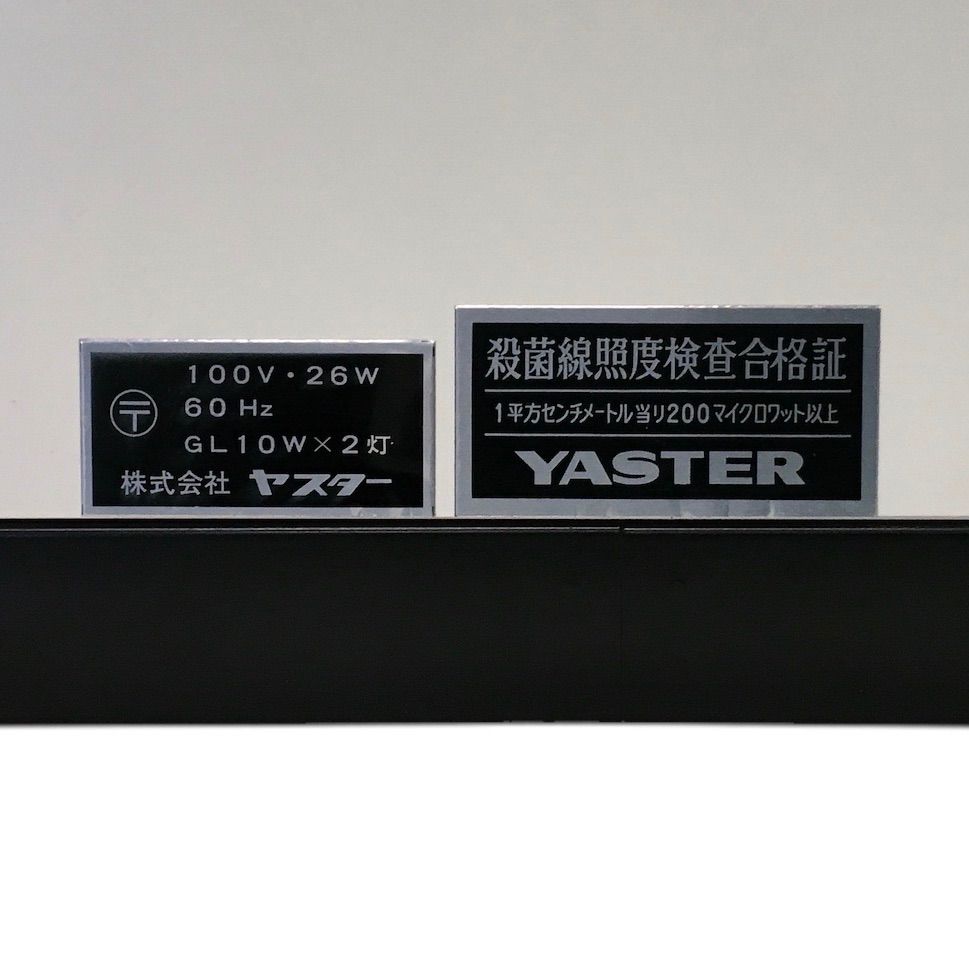 〒
100V・26W
60 Hz
GL10W×2灯
株式会社 ヤスター
殺菌線照度検査合格証
1平方センチメートル当り200マイクロワット以上
YASTER